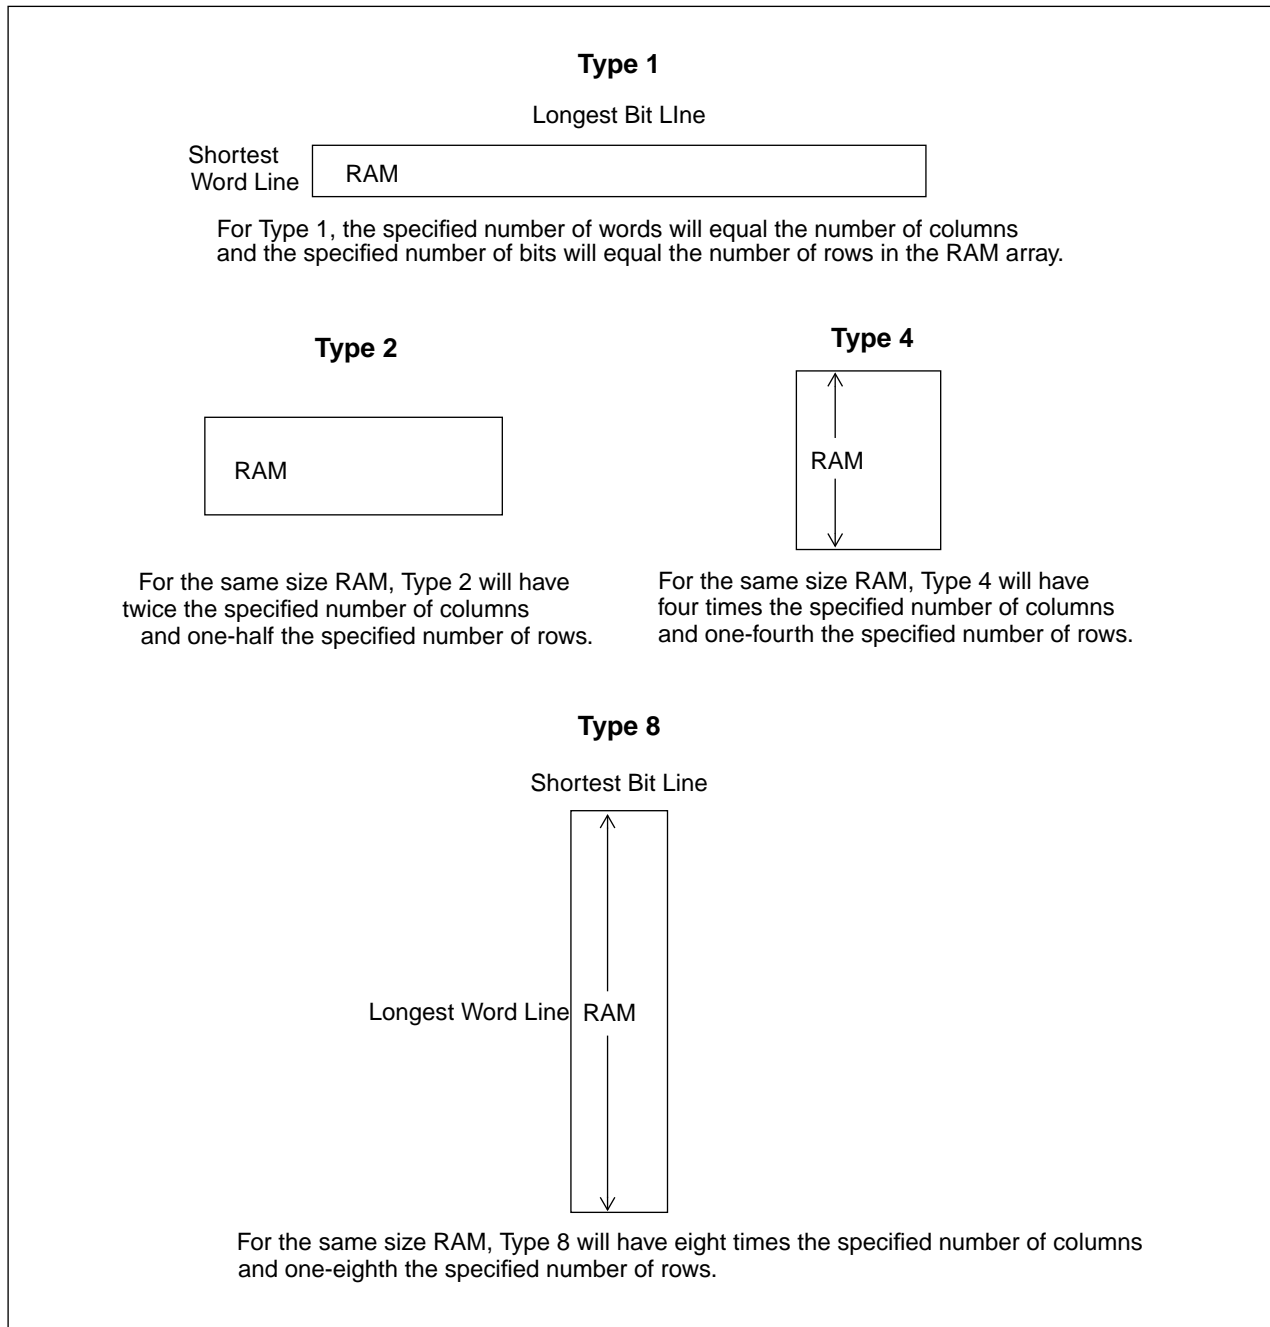 Type 1
Longest Bit LIne
Shortest
Word Line
RAM
For Type 1, the specified number of words will equal the number of columns
and the specified number of bits will equal the number of rows in the RAM array.
Type 2
RAM
For the same size RAM, Type 2 will have
twice the specified number of columns
and one-half the specified number of rows.
Type 4
RAM
For the same size RAM, Type 4 will have
four times the specified number of columns
and one-fourth the specified number of rows.
Type 8
Shortest Bit Line
Longest Word Line
RAM
For the same size RAM, Type 8 will have eight times the specified number of columns
and one-eighth the specified number of rows.